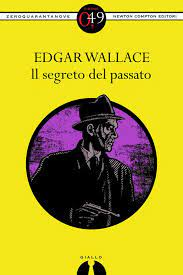 ZEROQUARANTANOVE
0,49
NEWTON COMPTON EDITORI
EDGAR WALLACE
Il segreto del passato
GIALLO